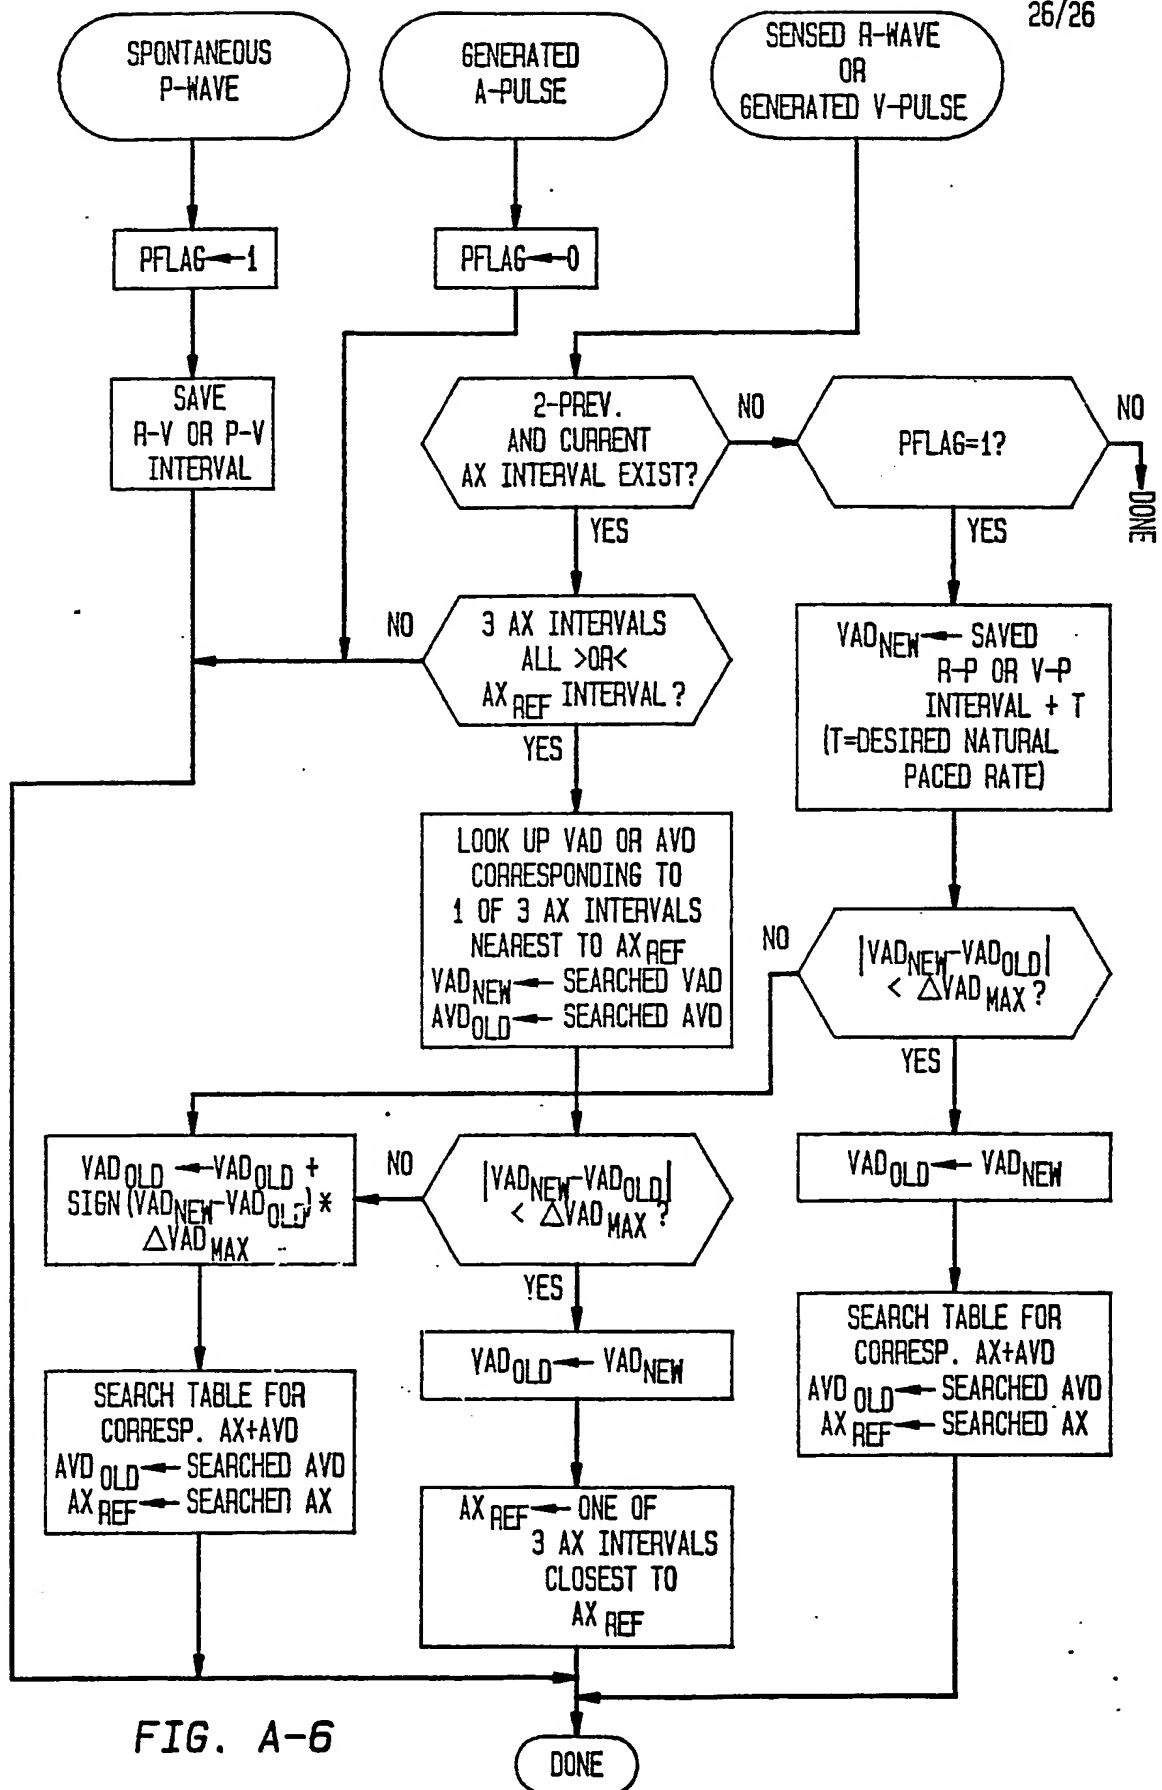 26/26
SPONTANEOUS
P-WAVE
GENERATED
A-PULSE
SENSED R-WAVE
OR
GENERATED V-PULSE
PFLAG←1
PFLAG←0
SAVE
R-V OR P-V
INTERVAL
2-PREV.
AND CURRENT
AX INTERVAL EXIST?
NO
PFLAG=1?
NO
DONE
YES
YES
3 AX INTERVALS
ALL >OR<
AX REF INTERVAL?
NO
YES
VAD NEW ← SAVED
R-P OR V-P
INTERVAL + T
(T=DESIRED NATURAL
PACED RATE)
LOOK UP VAD OR AVD
CORRESPONDING TO
1 OF 3 AX INTERVALS
NEAREST TO AX REF
VAD NEW ← SEARCHED VAD
AVD OLD ← SEARCHED AVD
NO
|VAD NEW-VAD OLD|
< △VAD MAX?
YES
VAD OLD ←VAD OLD +
SIGN(VAD NEW-VAD OLD)*
△VAD MAX
NO
|VAD NEW-VAD OLD|
< △VAD MAX?
YES
VAD OLD ← VAD NEW
VAD OLD ← VAD NEW
SEARCH TABLE FOR
CORRESP. AX+AVD
AVD OLD ← SEARCHED AVD
AX REF ← SEARCHED AX
SEARCH TABLE FOR
CORRESP. AX+AVD
AVD OLD ← SEARCHED AVD
AX REF ← SEARCHED AX
AX REF ← ONE OF
3 AX INTERVALS
CLOSEST TO
AX REF
FIG. A-6
DONE